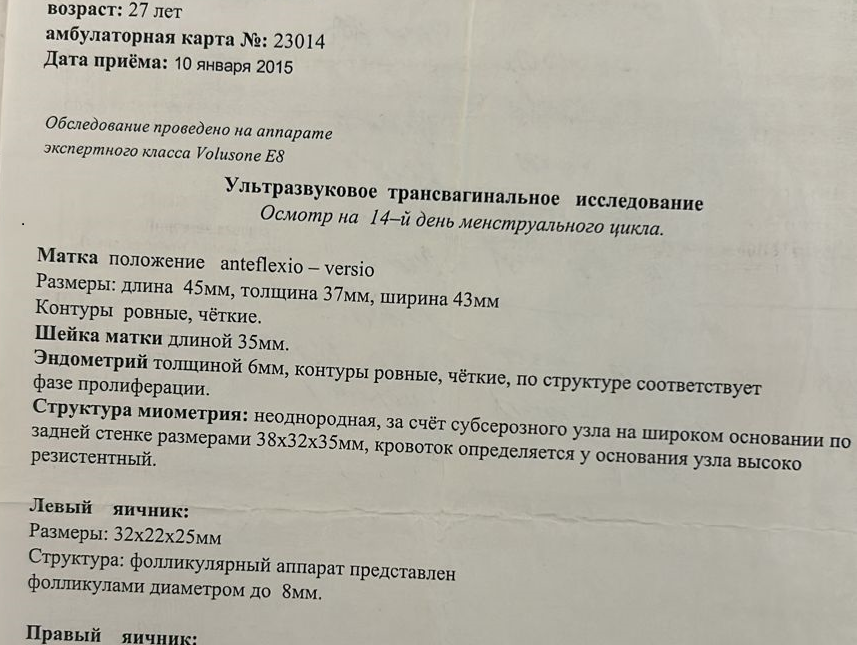 возраст: 27 лет
амбулаторная карта №: 23014
Дата приёма: 10 января 2015
Обследование проведено на аппарате
экспертного класса Volusone E8
Ультразвуковое трансвагинальное исследование
Осмотр на 14–й день менструального цикла.
Матка положение anteflexio – versio
Размеры: длина 45мм, толщина 37мм, ширина 43мм
Контуры ровные, чёткие.
Шейка матки длиной 35мм.
Эндометрий толщиной 6мм, контуры ровные, чёткие, по структуре соответствует
фазе пролиферации.
Структура миометрия: неоднородная, за счёт субсерозного узла на широком основании по
задней стенке размерами 38х32х35мм, кровоток определяется у основания узла высоко
резистентный.
Левый яичник:
Размеры: 32х22х25мм
Структура: фолликулярный аппарат представлен
фолликулами диаметром до 8мм.
Правый яичник: